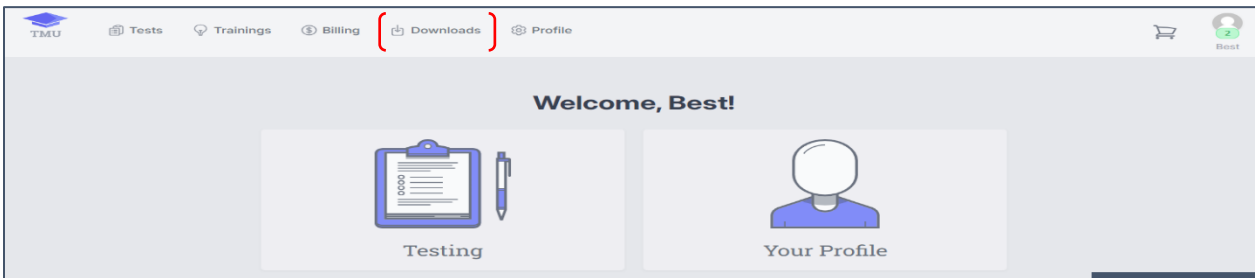 TMU Tests Trainings Billing Downloads Profile 2
Best
Welcome, Best!
Testing Your Profile